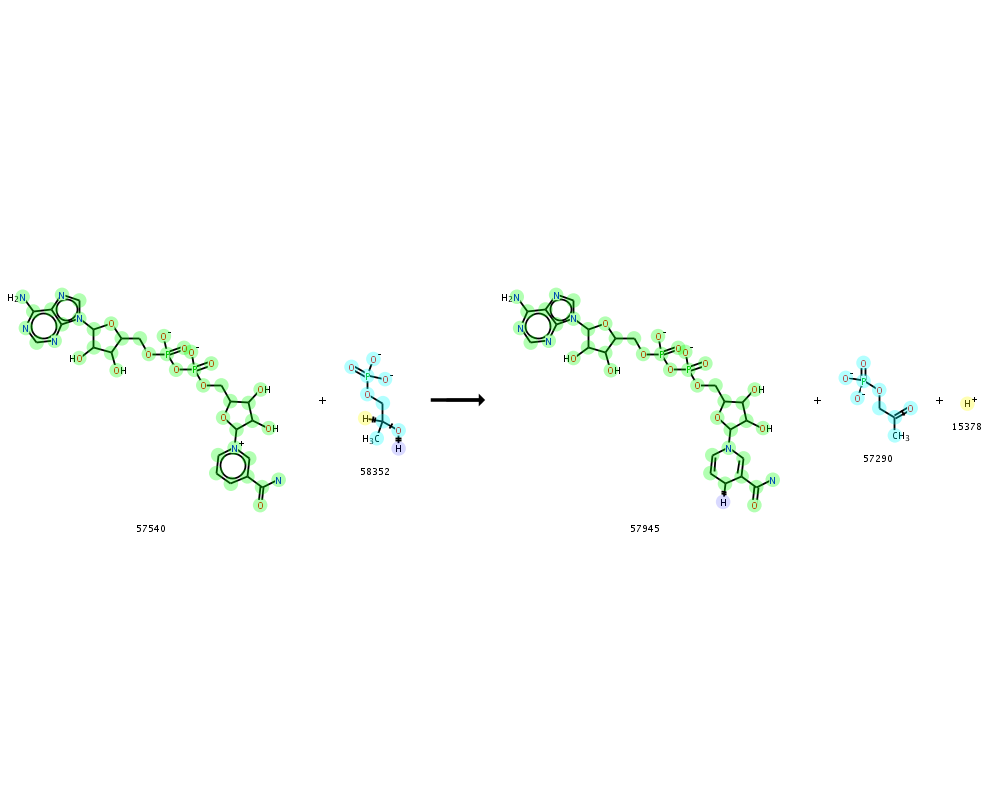 H2N N N N N O HO OH O O- P O O O- P O O O OH OH N+ N O
57540
+
O O- P O- O H H3C O H
58352
H2N N N N N O HO OH O O- P O O O- P O O O OH OH N N O H
57945
+
O O- P O- O O CH3
57290
+
H+
15378